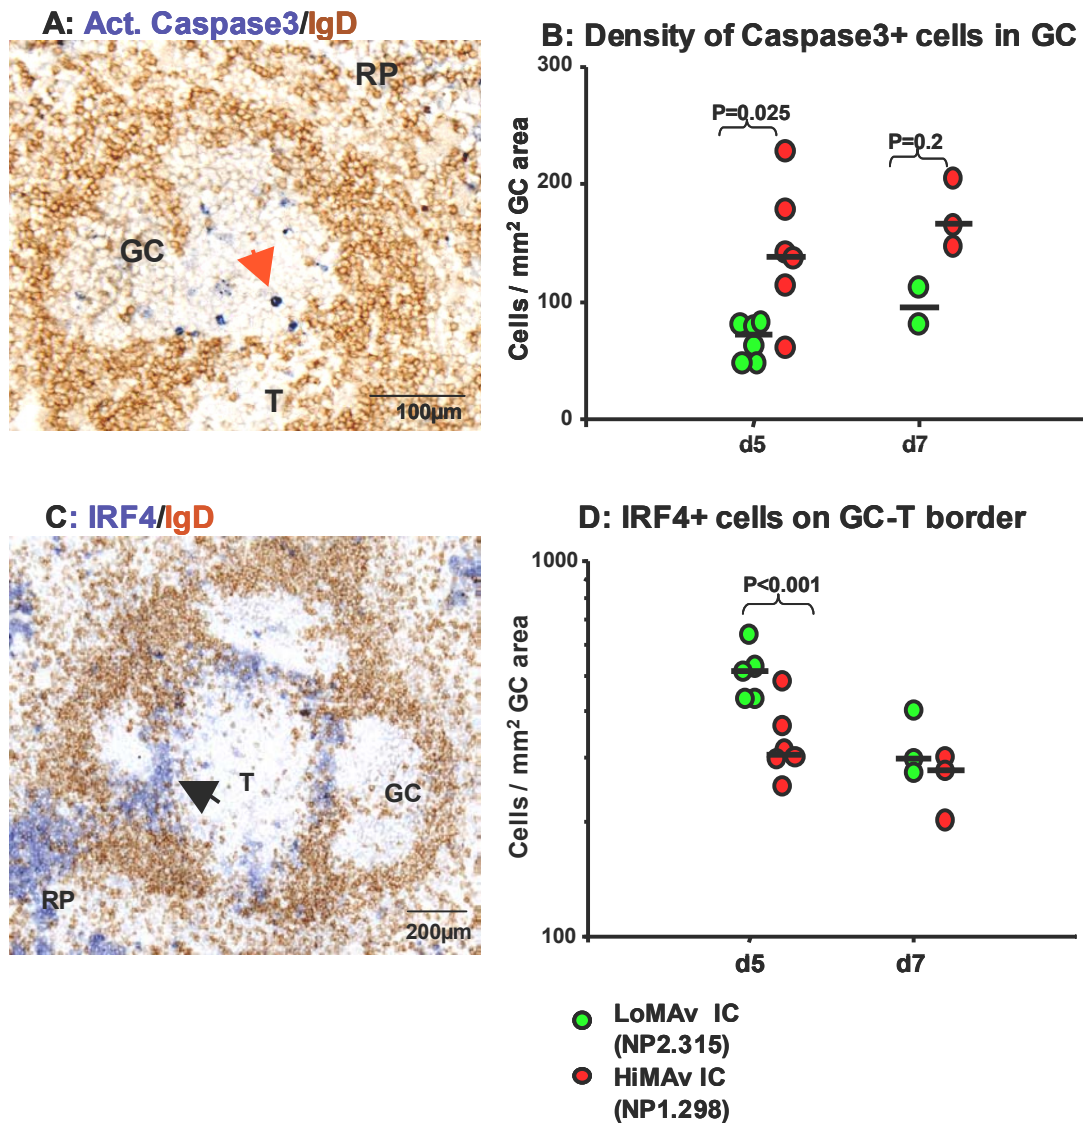 A: Act. Caspase3/IgD
RP
GC
T
100µm
B: Density of Caspase3+ cells in GC
300
200
100
0
Cells / mm² GC area
P=0.025
P=0.2
d5
d7
C: IRF4/IgD
T
GC
RP
200µm
D: IRF4+ cells on GC-T border
1000
100
Cells / mm² GC area
P<0.001
d5
d7
LoMAv IC
(NP2.315)
HiMAv IC
(NP1.298)